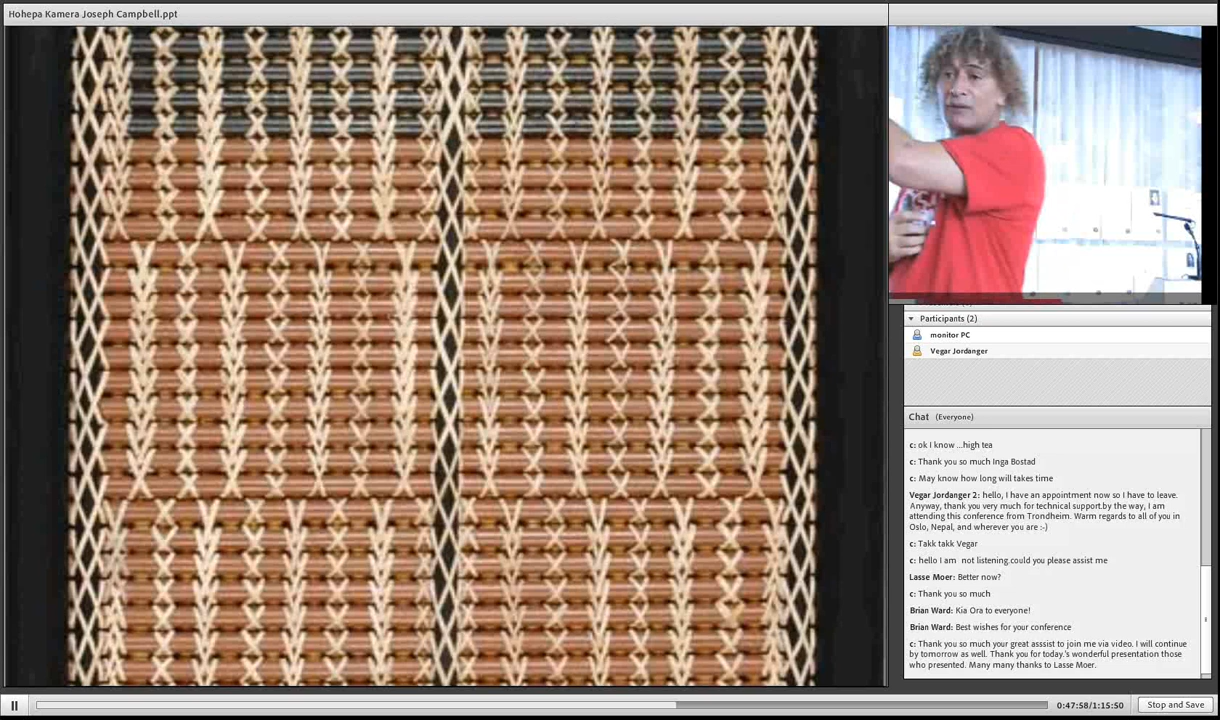 Hohepa Kamera Joseph Campbell.ppt
Participants (2)
monitor PC
Vegar Jordanger
Chat (Everyone)
c: ok I know ...high tea
c: Thank you so much Inga Bostad
c: May know how long will takes time
Vegar Jordanger 2: hello, I have an appointment now so I have to leave.
Anyway, thank you very much for technical support.by the way, I am
attending this conference from Trondheim. Warm regards to all of you in
Oslo, Nepal, and wherever you are :-)
c: Takk takk Vegar
c: hello I am  not listening.could you please assist me
Lasse Moer: Better now?
c: Thank you so much
Brian Ward: Kia Ora to everyone!
Brian Ward: Best wishes for your conference
c: Thank you so much your great asssist to join me via video. I will continue
by tomorrow as well. Thank you for today.'s wonderful presentation those
who presented. Many many thanks to Lasse Moer.
0:47:58/1:15:50
Stop and Save